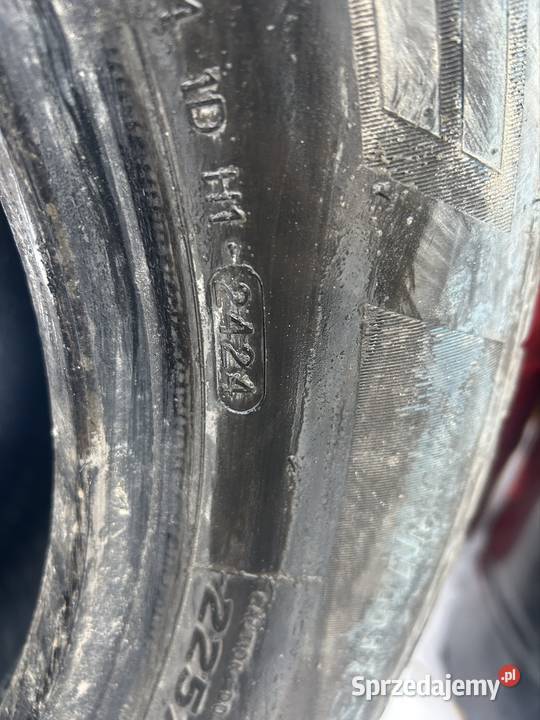 A 1D H1-
2424
225/
Sprzedajemy.pl